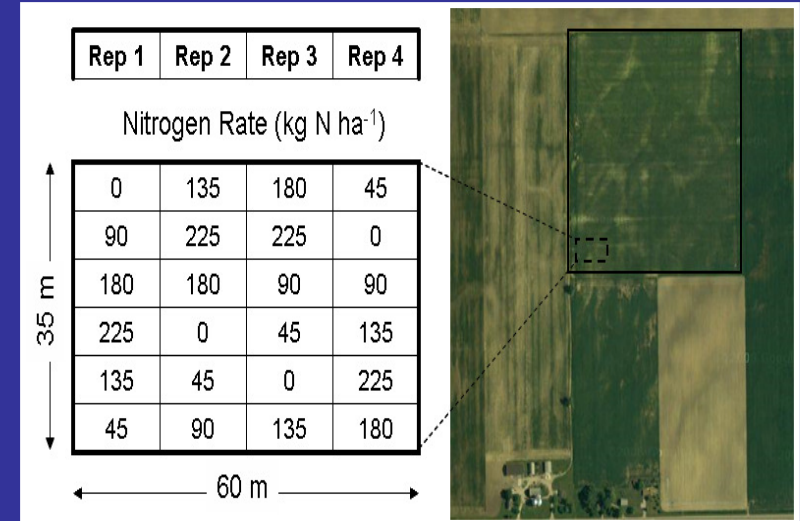 Rep 1 Rep 2 Rep 3 Rep 4
Nitrogen Rate (kg N ha-1)
0 135 180 45
90 225 225 0
180 180 90 90
225 0 45 135
135 45 0 225
45 90 135 180
35 m
60 m